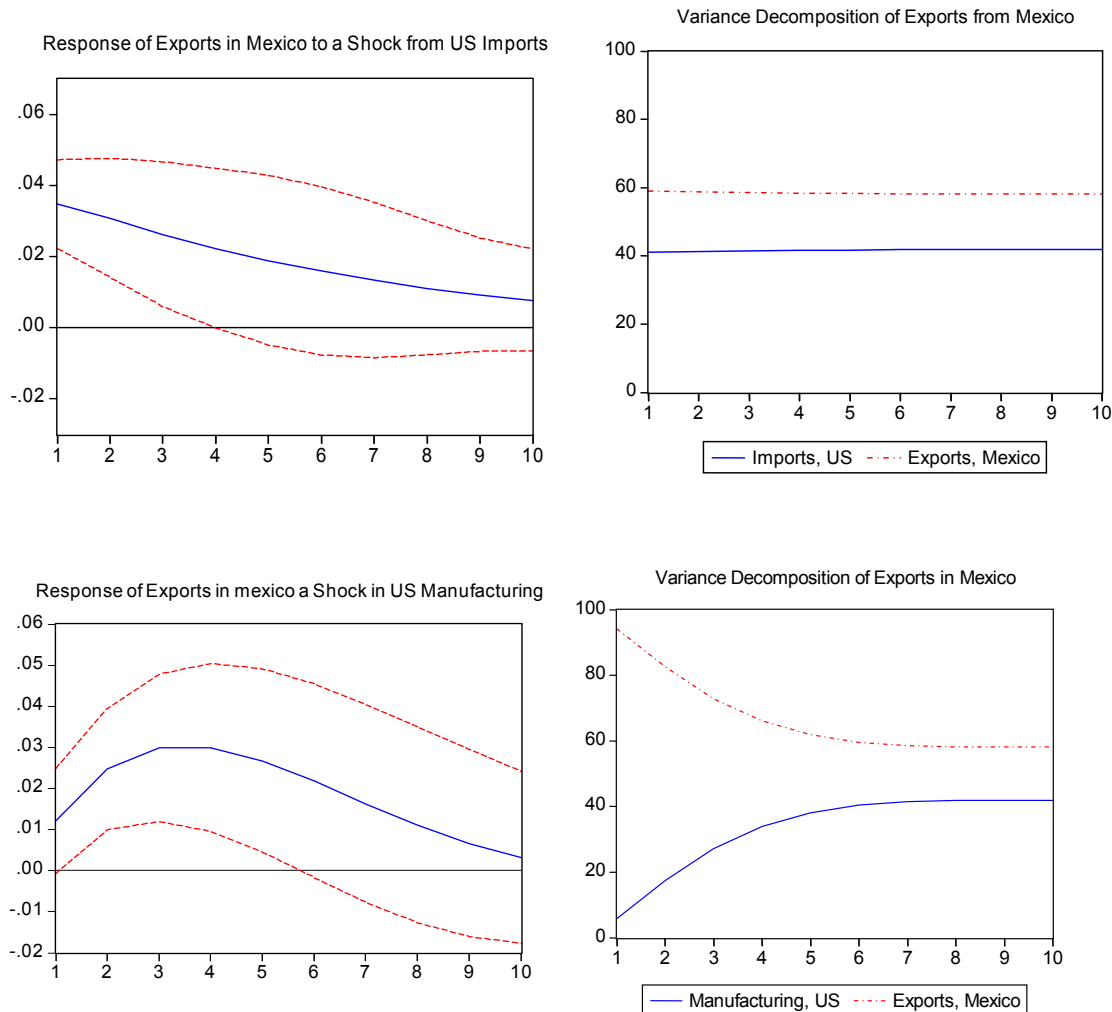 Response of Exports in Mexico to a Shock from US Imports
.06
.04
.02
.00
-.02
1 2 3 4 5 6 7 8 9 10
Variance Decomposition of Exports from Mexico
100
80
60
40
20
0
1 2 3 4 5 6 7 8 9 10
Imports, US Exports, Mexico
Response of Exports in mexico a Shock in US Manufacturing
.06
.05
.04
.03
.02
.01
.00
-.01
-.02
1 2 3 4 5 6 7 8 9 10
Variance Decomposition of Exports in Mexico
100
80
60
40
20
0
1 2 3 4 5 6 7 8 9 10
Manufacturing, US Exports, Mexico